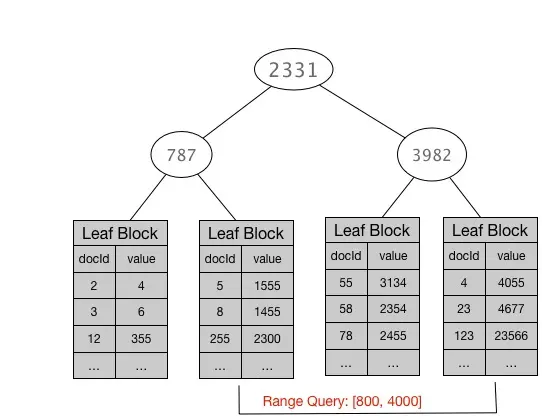 2331
787
3982
Leaf Block
docId value
2 4
3 6
12 355
... ...
Leaf Block
docId value
5 1555
8 1455
255 2300
... ...
Leaf Block
docId value
55 3134
58 2354
78 2455
... ...
Leaf Block
docId value
4 4055
23 4677
123 23566
... ...
Range Query: [800, 4000]